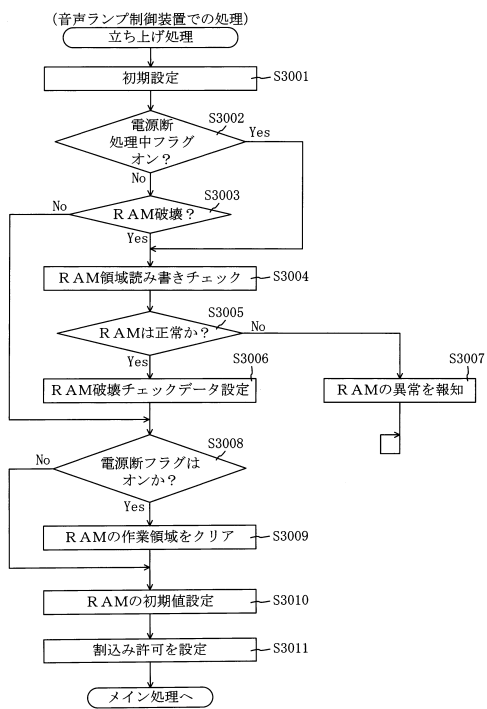 (音声ランプ制御装置での処理)
立ち上げ処理
初期設定
S3001
S3002
電源断
処理中フラグ
オン?
Yes
No
S3003
RAM破壊?
No
Yes
RAM領域読み書きチェック
S3004
S3005
RAMは正常か?
No
Yes
S3006
S3007
RAM破壊チェックデータ設定
RAMの異常を報知
S3008
電源断フラグは
オンか?
No
Yes
RAMの作業領域をクリア
S3009
RAMの初期値設定
S3010
割込み許可を設定
S3011
メイン処理へ